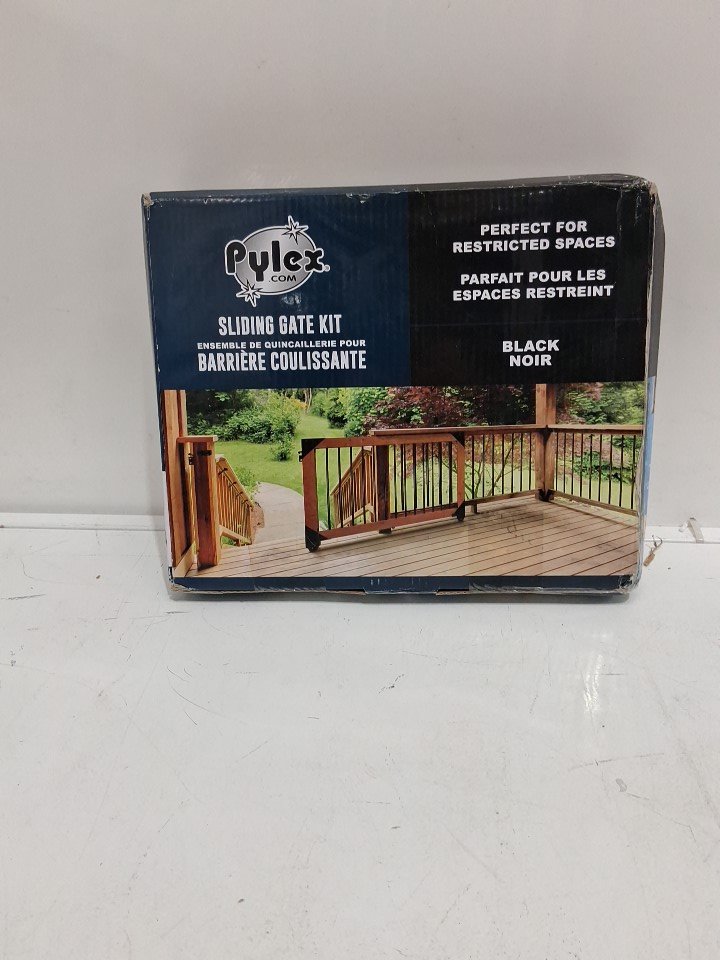 Pylex®
.COM
SLIDING GATE KIT
ENSEMBLE DE QUINCAILLERIE POUR
BARRIÈRE COULISSANTE
PERFECT FOR
RESTRICTED SPACES
PARFAIT POUR LES
ESPACES RESTREINT
BLACK
NOIR